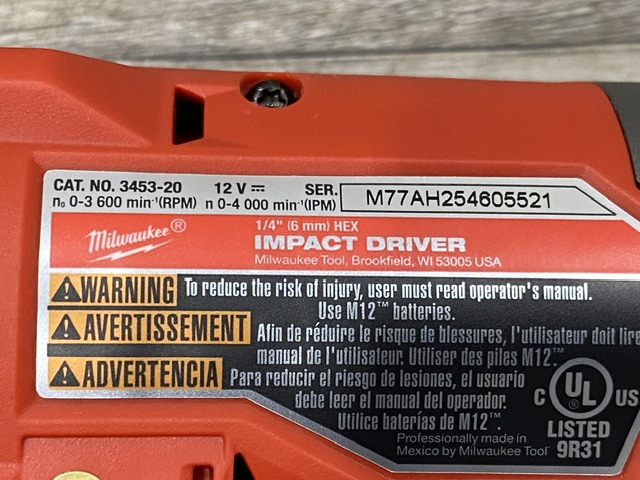 CAT. NO. 3453-20 12 V ⎓ SER. M77AH254605521
n₀ 0-3 600 min⁻¹(RPM) n 0-4 000 min⁻¹(IPM)
Milwaukee®
1/4" (6 mm) HEX
IMPACT DRIVER
Milwaukee Tool, Brookfield, WI 53005 USA
WARNING To reduce the risk of injury, user must read operator's manual.
Use M12™ batteries.
AVERTISSEMENT Afin de réduire le risque de blessures, l'utilisateur doit lire
manual de l'utilisateur. Utiliser des piles M12™.
ADVERTENCIA Para reducir el riesgo de lesiones, el usuario
debe leer el manual del operador.
Utilice baterías de M12™.
C UL US
LISTED
9R31
Professionally made in
Mexico by Milwaukee Tool